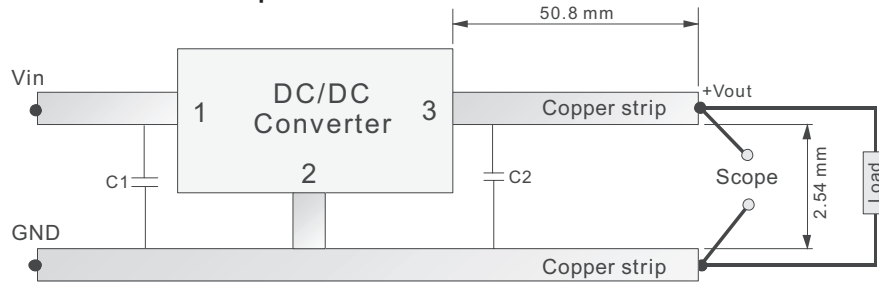 50.8 mm
Vin
DC/DC
Converter
1
2
3
Copper strip
+Vout
C1
C2
Scope
2.54 mm
Load
GND
Copper strip